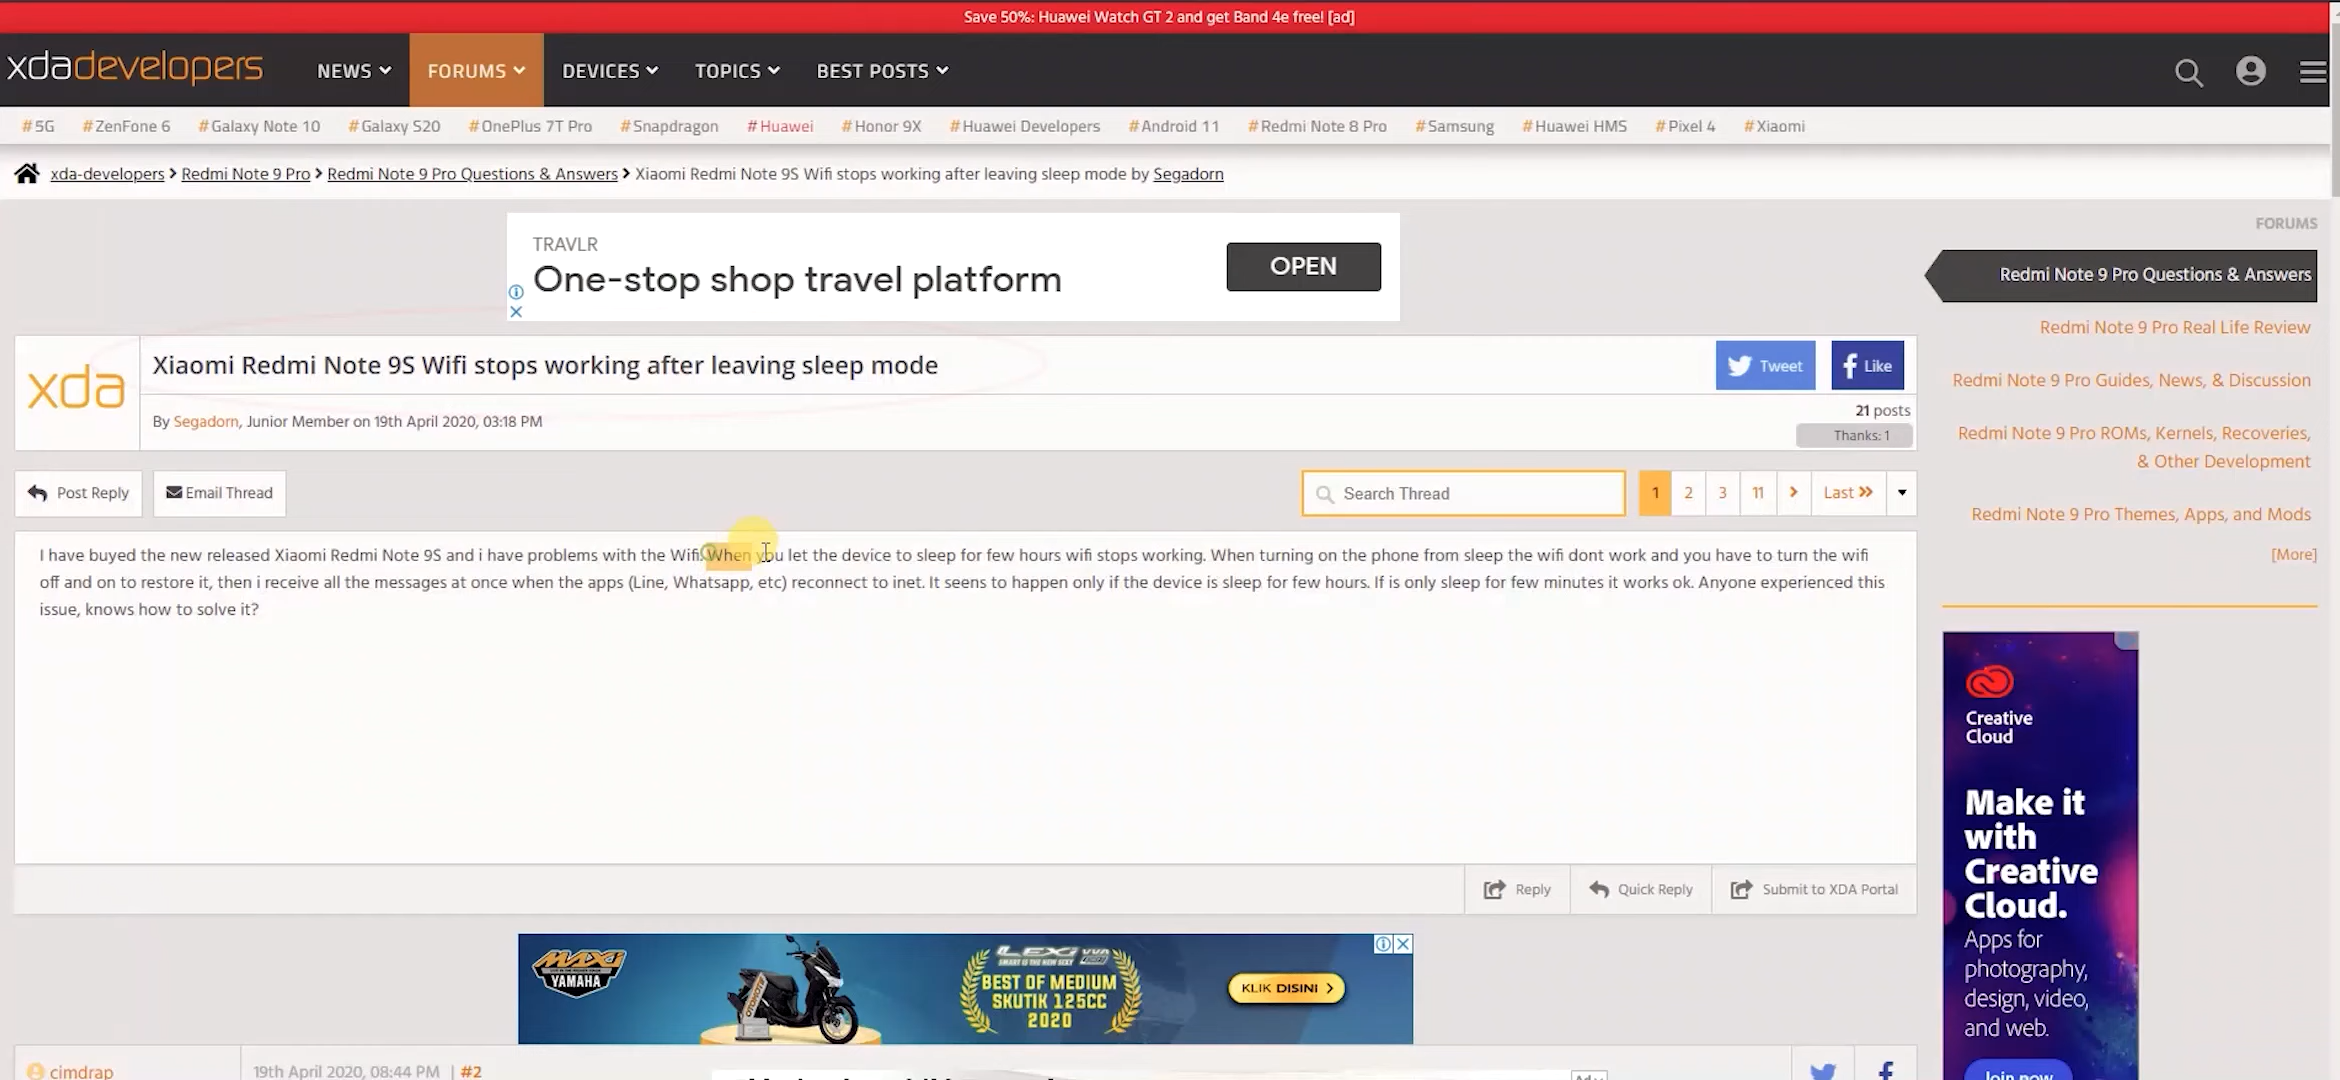 Save 50%: Huawei Watch GT 2 and get Band 4e free! [ad]
xdadevelopers NEWS FORUMS DEVICES TOPICS BEST POSTS
#5G #ZenFone 6 #Galaxy Note 10 #Galaxy S20 #OnePlus 7T Pro #Snapdragon #Huawei #Honor 9X #Huawei Developers #Android 11 #Redmi Note 8 Pro #Samsung #Huawei HMS #Pixel 4 #Xiaomi
xda-developers > Redmi Note 9 Pro > Redmi Note 9 Pro Questions & Answers > Xiaomi Redmi Note 9S Wifi stops working after leaving sleep mode by Segadorn
TRAVLR
One-stop shop travel platform
OPEN
xda
Xiaomi Redmi Note 9S Wifi stops working after leaving sleep mode
Tweet
Like
By Segadorn, Junior Member on 19th April 2020, 03:18 PM
21 posts
Thanks: 1
Post Reply
Email Thread
Search Thread
1 2 3 11 > Last
I have buyed the new released Xiaomi Redmi Note 9S and i have problems with the Wifi. When you let the device to sleep for few hours wifi stops working. When turning on the phone from sleep the wifi dont work and you have to turn the wifi
off and on to restore it, then i receive all the messages at once when the apps (Line, Whatsapp, etc) reconnect to inet. It seems to happen only if the device is sleep for few hours. If is only sleep for few minutes it works ok. Anyone experienced this
issue, knows how to solve it?
Reply
Quick Reply
Submit to XDA Portal
MAXI
YAMAHA
LEXi VVA
SMART IS THE NEW SEXY
BEST OF MEDIUM
SKUTIK 125CC
2020
KLIK DISINI >
cimdrap
19th April 2020, 08:44 PM | #2
FORUMS
Redmi Note 9 Pro Questions & Answers
Redmi Note 9 Pro Real Life Review
Redmi Note 9 Pro Guides, News, & Discussion
Redmi Note 9 Pro ROMs, Kernels, Recoveries,
& Other Development
Redmi Note 9 Pro Themes, Apps, and Mods
[More]
Creative
Cloud
Make it
with
Creative
Cloud.
Apps for
photography,
design, video,
and web.
Join now